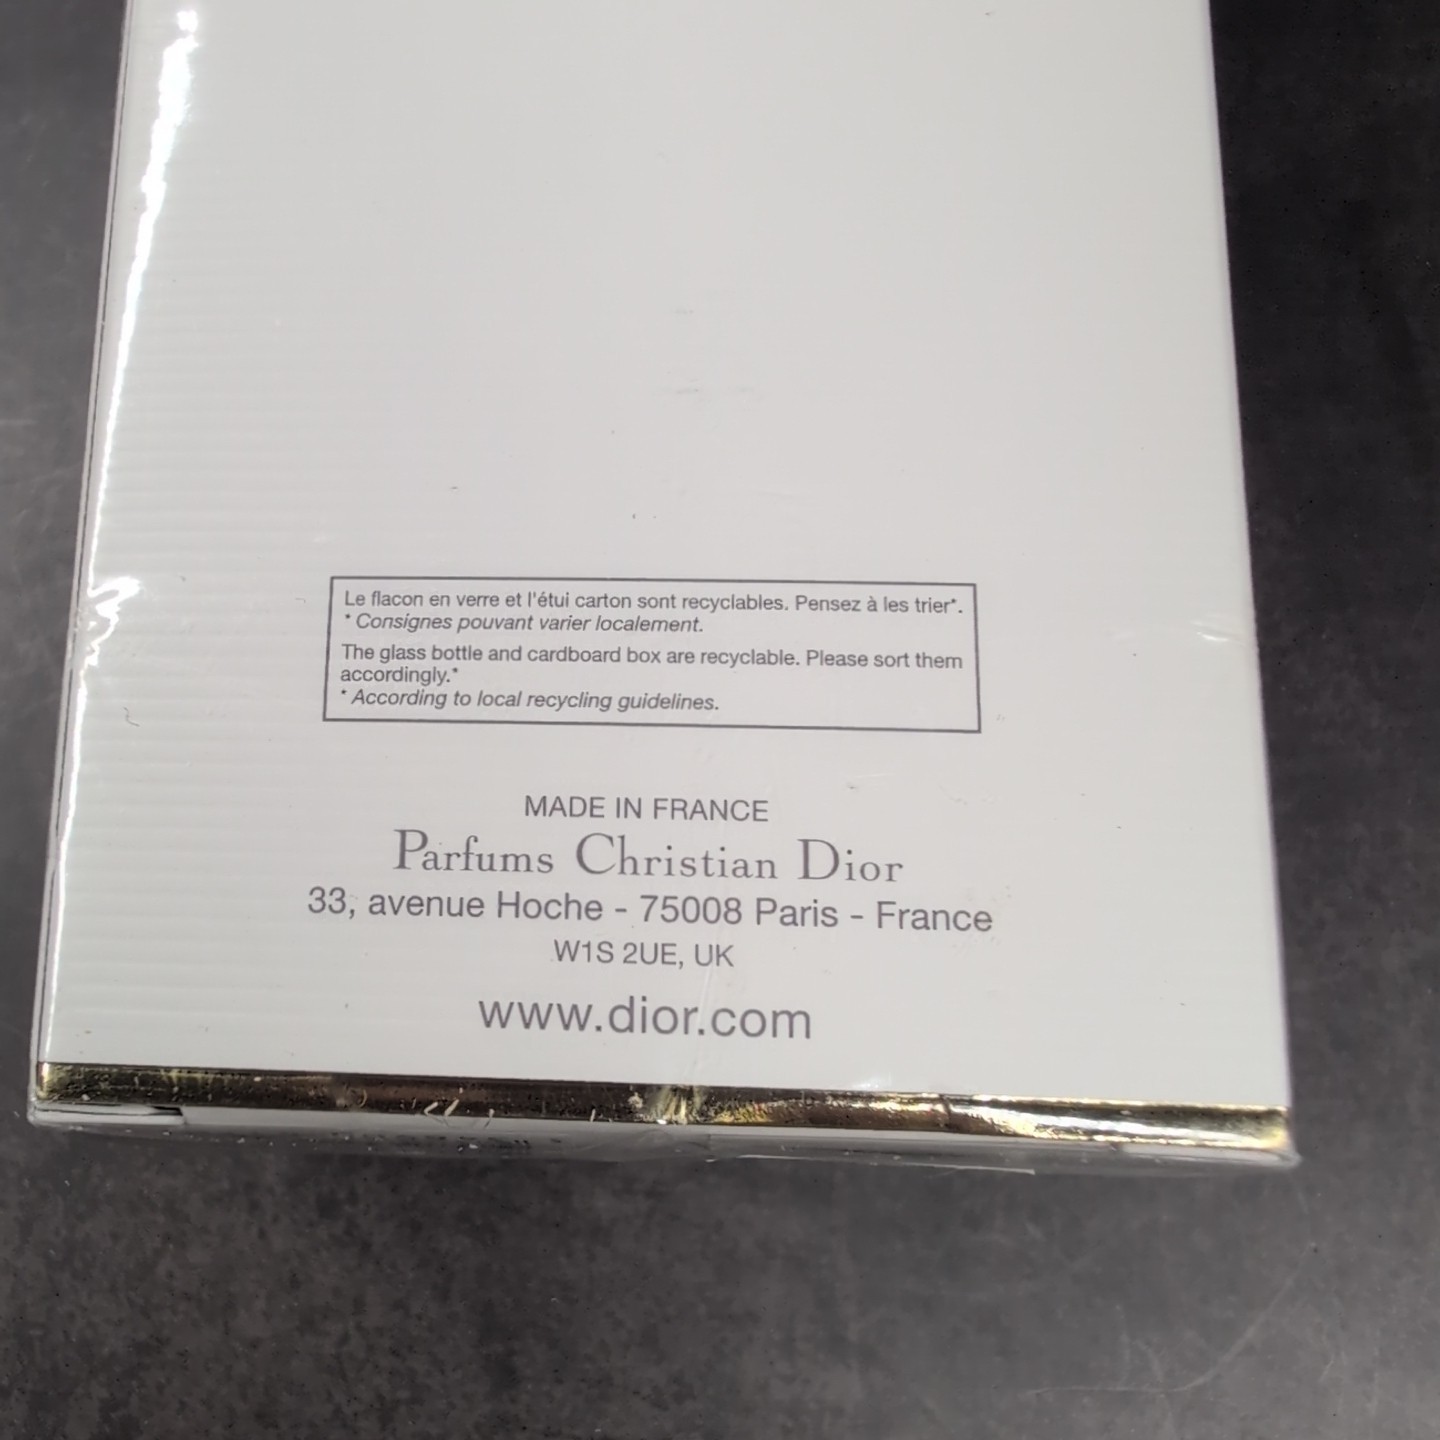 Le flacon en verre et l'étui carton sont recyclables. Pensez à les trier*.
* Consignes pouvant varier localement.
The glass bottle and cardboard box are recyclable. Please sort them
accordingly.*
* According to local recycling guidelines.
MADE IN FRANCE
Parfums Christian Dior
33, avenue Hoche - 75008 Paris - France
W1S 2UE, UK
www.dior.com